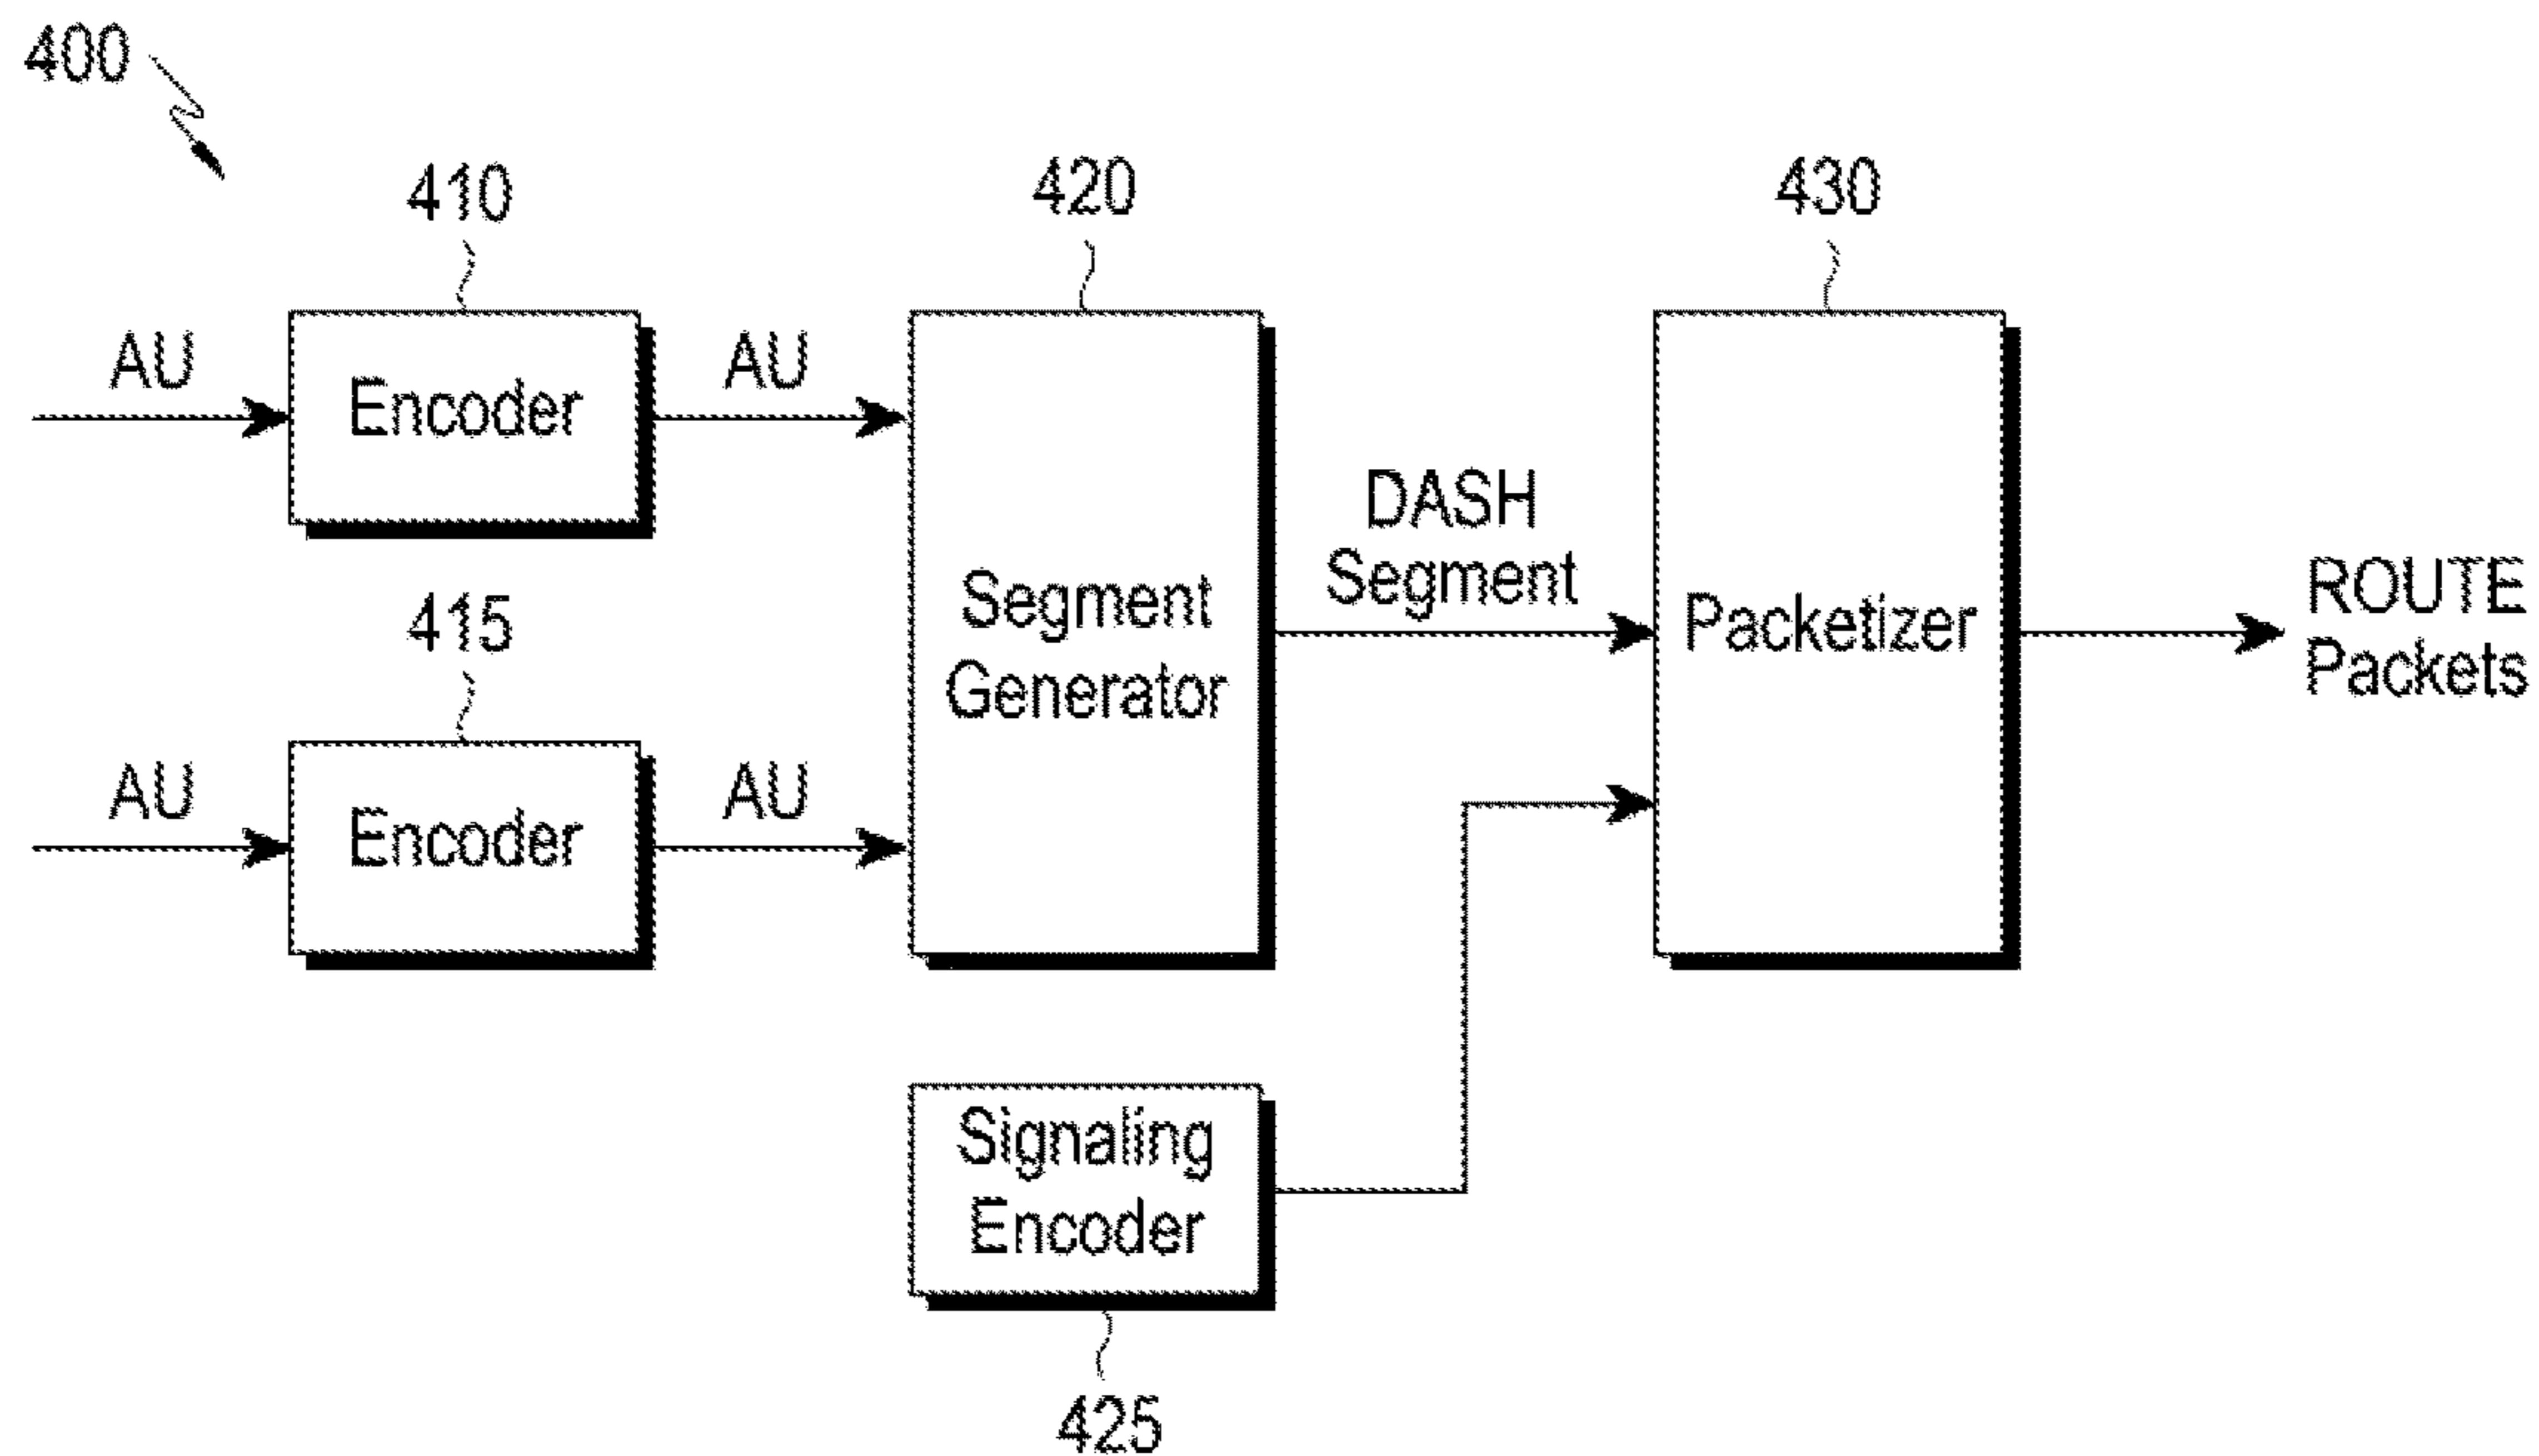 400
410
420
430
AU
Encoder
AU
415
AU
Encoder
AU
Segment
Generator
DASH
Segment
Packetizer
ROUTE
Packets
Signaling
Encoder
425